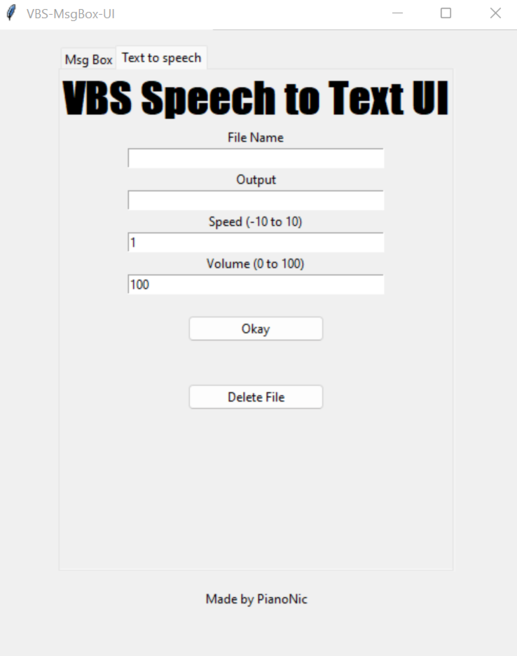 VBS-MsgBox-UI
Msg Box Text to speech
VBS Speech to Text UI
File Name
Output
Speed (-10 to 10)
1
Volume (0 to 100)
100
Okay
Delete File
Made by PianoNic